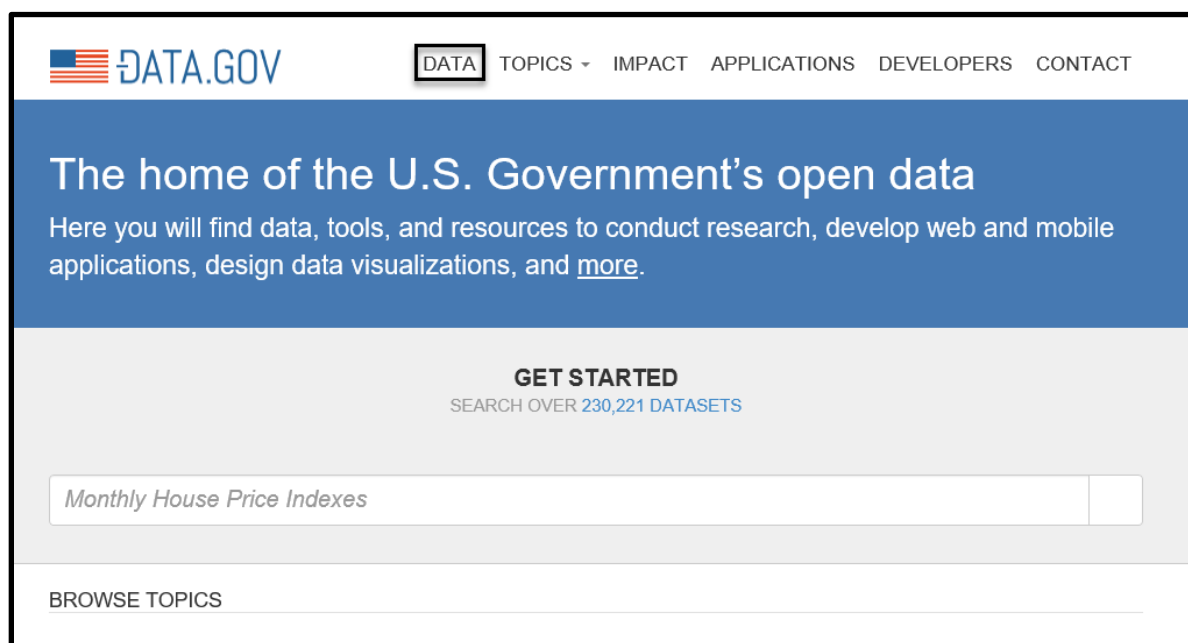 DATA.GOV
DATA TOPICS IMPACT APPLICATIONS DEVELOPERS CONTACT
The home of the U.S. Government's open data
Here you will find data, tools, and resources to conduct research, develop web and mobile
applications, design data visualizations, and more.
GET STARTED
SEARCH OVER 230,221 DATASETS
Monthly House Price Indexes
BROWSE TOPICS